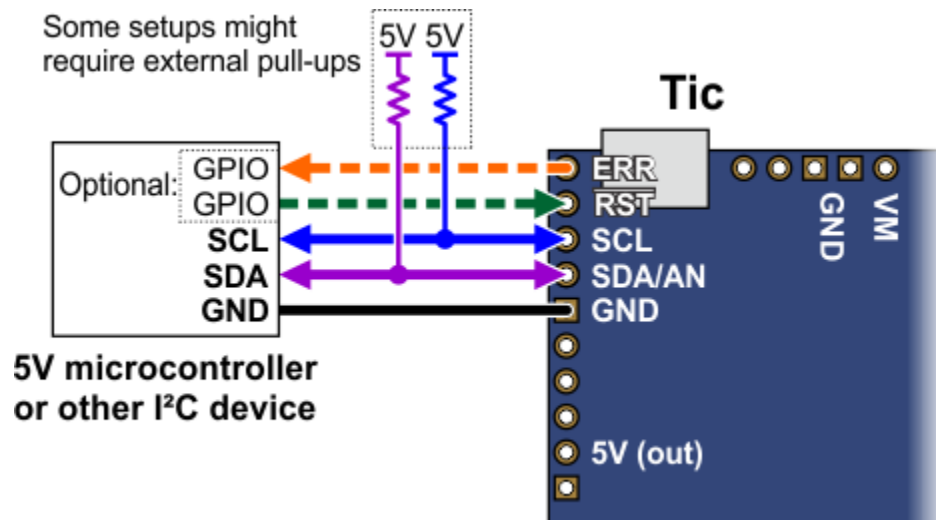 Some setups might
require external pull-ups
5V 5V
Tic
Optional:
GPIO
GPIO
SCL
SDA
GND
5V microcontroller
or other I²C device
ERR
RST
SCL
SDA/AN
GND
5V (out)
GND
VM